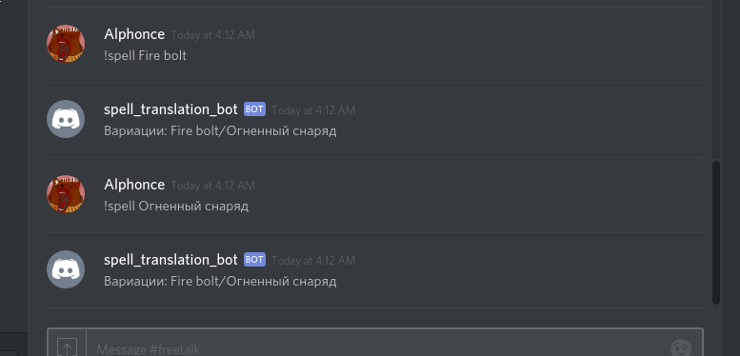 Alphonce Today at 4:12 AM
!spell Fire bolt
spell_translation_bot BOT Today at 4:12 AM
Вариации: Fire bolt/Огненный снаряд
Alphonce Today at 4:12 AM
!spell Огненный снаряд
spell_translation_bot BOT Today at 4:12 AM
Вариации: Fire bolt/Огненный снаряд
Message #freetalk